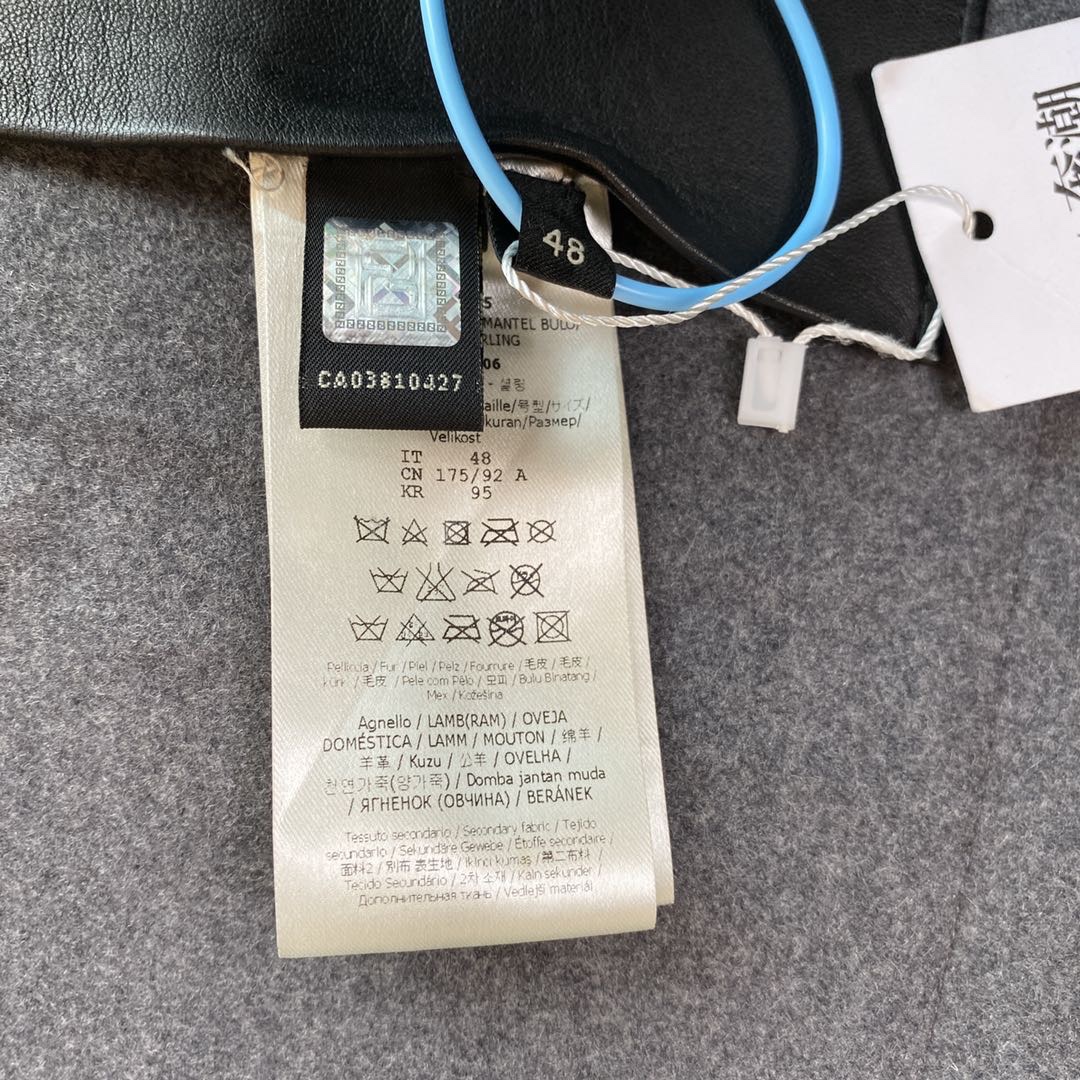 48
CA03810427
S
MANTEL BULU/
RLING
06
- 셜링
aille/号型/サイズ/
kuran/Размер/
Velikost
IT 48
CN 175/92 A
KR 95
Pelliccia / Fur / Piel / Pelz / Fourrure / 毛皮 / 毛皮 /
Kürk / 毛皮 / Pele com Pêlo / 모피 / Bulu Binatang /
Mex / Kožešina
Agnello / LAMB(RAM) / OVEJA
DOMÉSTICA / LAMM / MOUTON / 绵羊 /
羊革 / Kuzu / 公羊 / OVELHA /
천연가죽(양가죽) / Domba jantan muda
/ ЯГНЕНОК (ОВЧИНА) / BERÁNEK
Tessuto secondario / Secondary fabric / Tejido
secundario / Sekundäre Gewebe / Étoffe secondaire /
面料2 / 別布 表生地 / ikinci kumaş / 第二布料 /
Tecido Secundário / 2차 소재 / Kain sekunder /
Дополнительная ткань / Vedlejší materiál